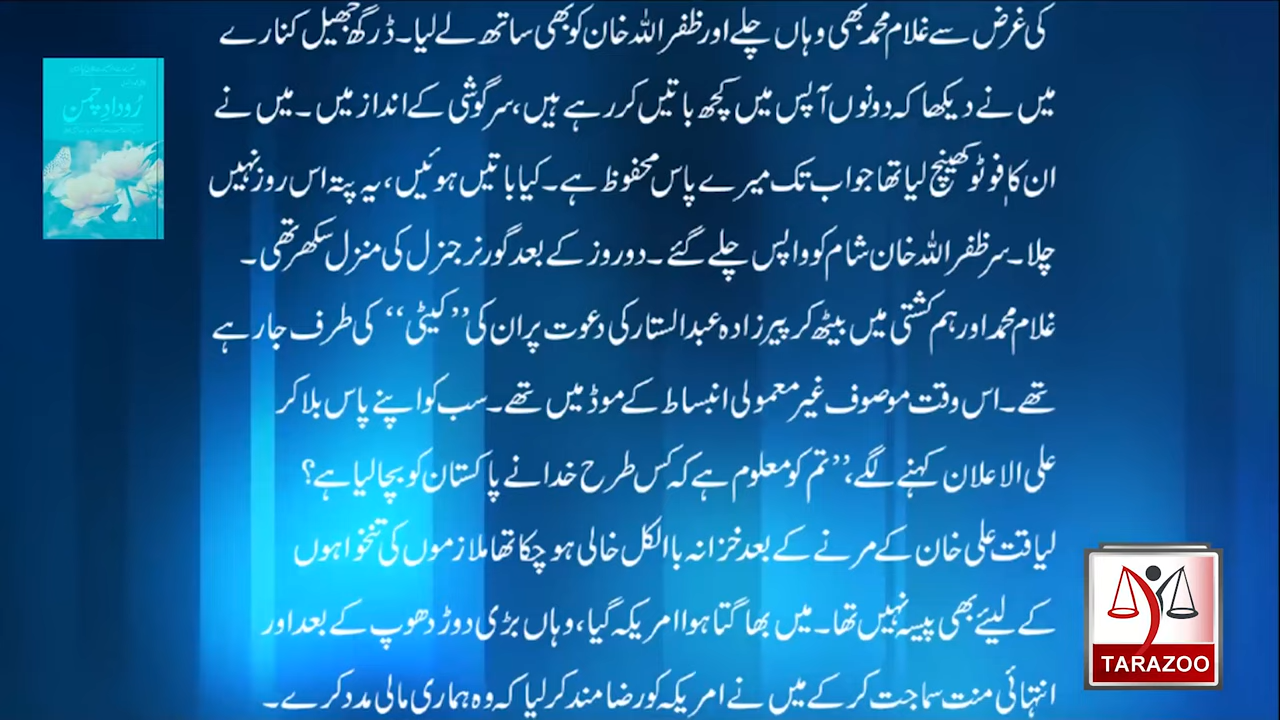 کی غرض سے غلام محمد بھی وہاں چلے اور ظفر اللہ خان کو بھی ساتھ لے لیا۔ ڈرگھ جھیل کنارے
میں نے دیکھا کہ دونوں آپس میں کچھ باتیں کر رہے ہیں، سرگوشی کے انداز میں۔ میں نے
ان کا فوٹو کھینچ لیا تھا جو اب تک میرے پاس محفوظ ہے۔ کیا باتیں ہوئیں، یہ پتہ اس روز نہیں
چلا۔ سر ظفر اللہ خان شام کو واپس چلے گئے۔ دو روز کے بعد گورنر جنرل کی منزل سکھر تھی۔
غلام محمد اور ہم کشتی میں بیٹھ کر پیرزادہ عبدالستار کی دعوت پر ان کی ”کیٹی“ کی طرف جا رہے
تھے۔ اس وقت موصوف غیر معمولی انبساط کے موڈ میں تھے۔ سب کو اپنے پاس بلا کر
علی الاعلان کہنے لگے، ”تم کو معلوم ہے کہ کس طرح خدا نے پاکستان کو بچا لیا ہے؟
لیاقت علی خان کے مرنے کے بعد خزانہ باالکل خالی ہو چکا تھا ملازموں کی تنخواہوں
کے لیئے بھی پیسہ نہیں تھا۔ میں بھاگتا ہوا امریکہ گیا، وہاں بڑی دوڑ دھوپ کے بعد اور
انتہائی منت سماجت کر کے میں نے امریکہ کو رضا مند کر لیا کہ وہ ہماری مالی مدد کرے۔
رُودادِ چمن
TARAZOO